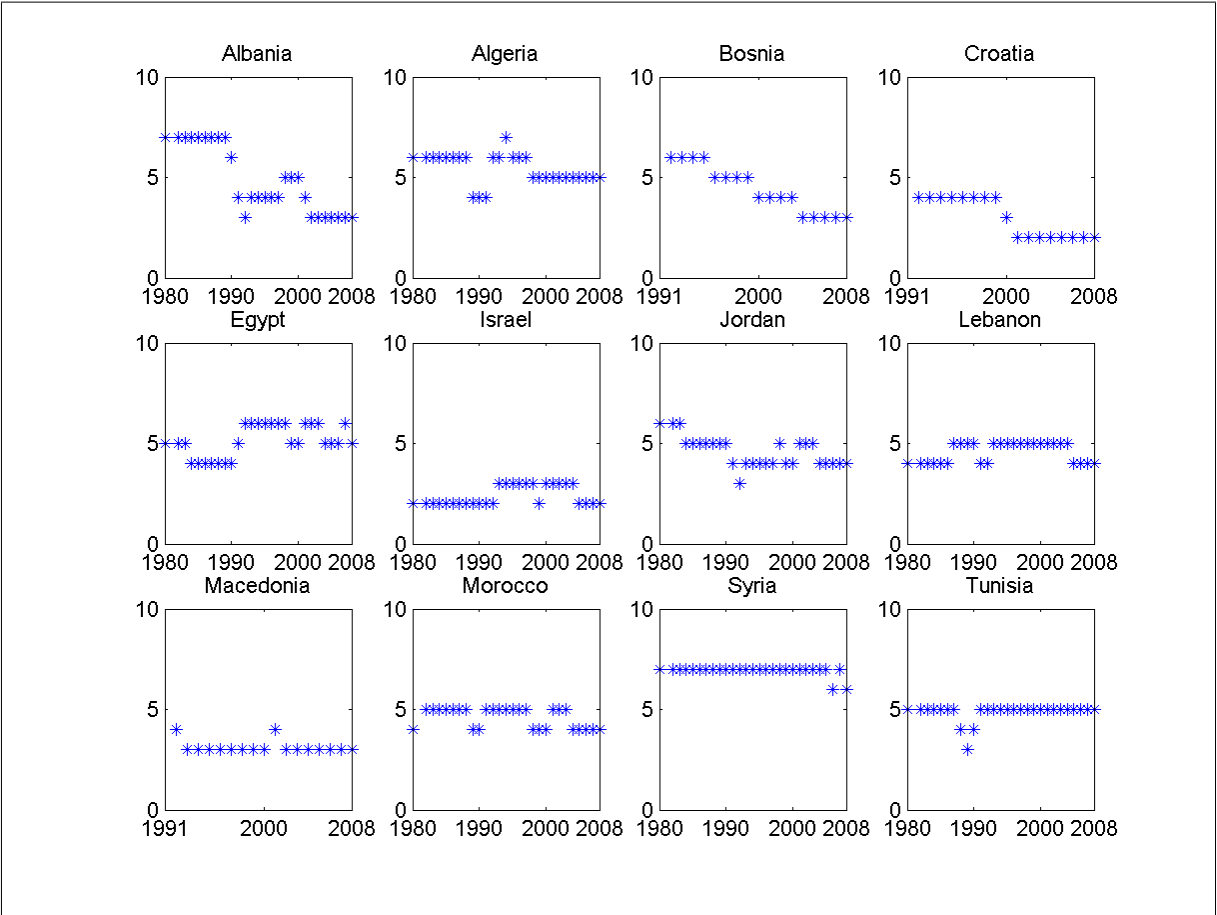 Albania Algeria Bosnia Croatia
10 10 10 10
5 5 5 5
0 0 0 0
1980 1990 2000 2008 1980 1990 2000 2008 1991 2000 2008 1991 2000 2008
Egypt Israel Jordan Lebanon
10 10 10 10
5 5 5 5
0 0 0 0
1980 1990 2000 2008 1980 1990 2000 2008 1980 1990 2000 2008 1980 1990 2000 2008
Macedonia Morocco Syria Tunisia
10 10 10 10
5 5 5 5
0 0 0 0
1991 2000 2008 1980 1990 2000 2008 1980 1990 2000 2008 1980 1990 2000 2008